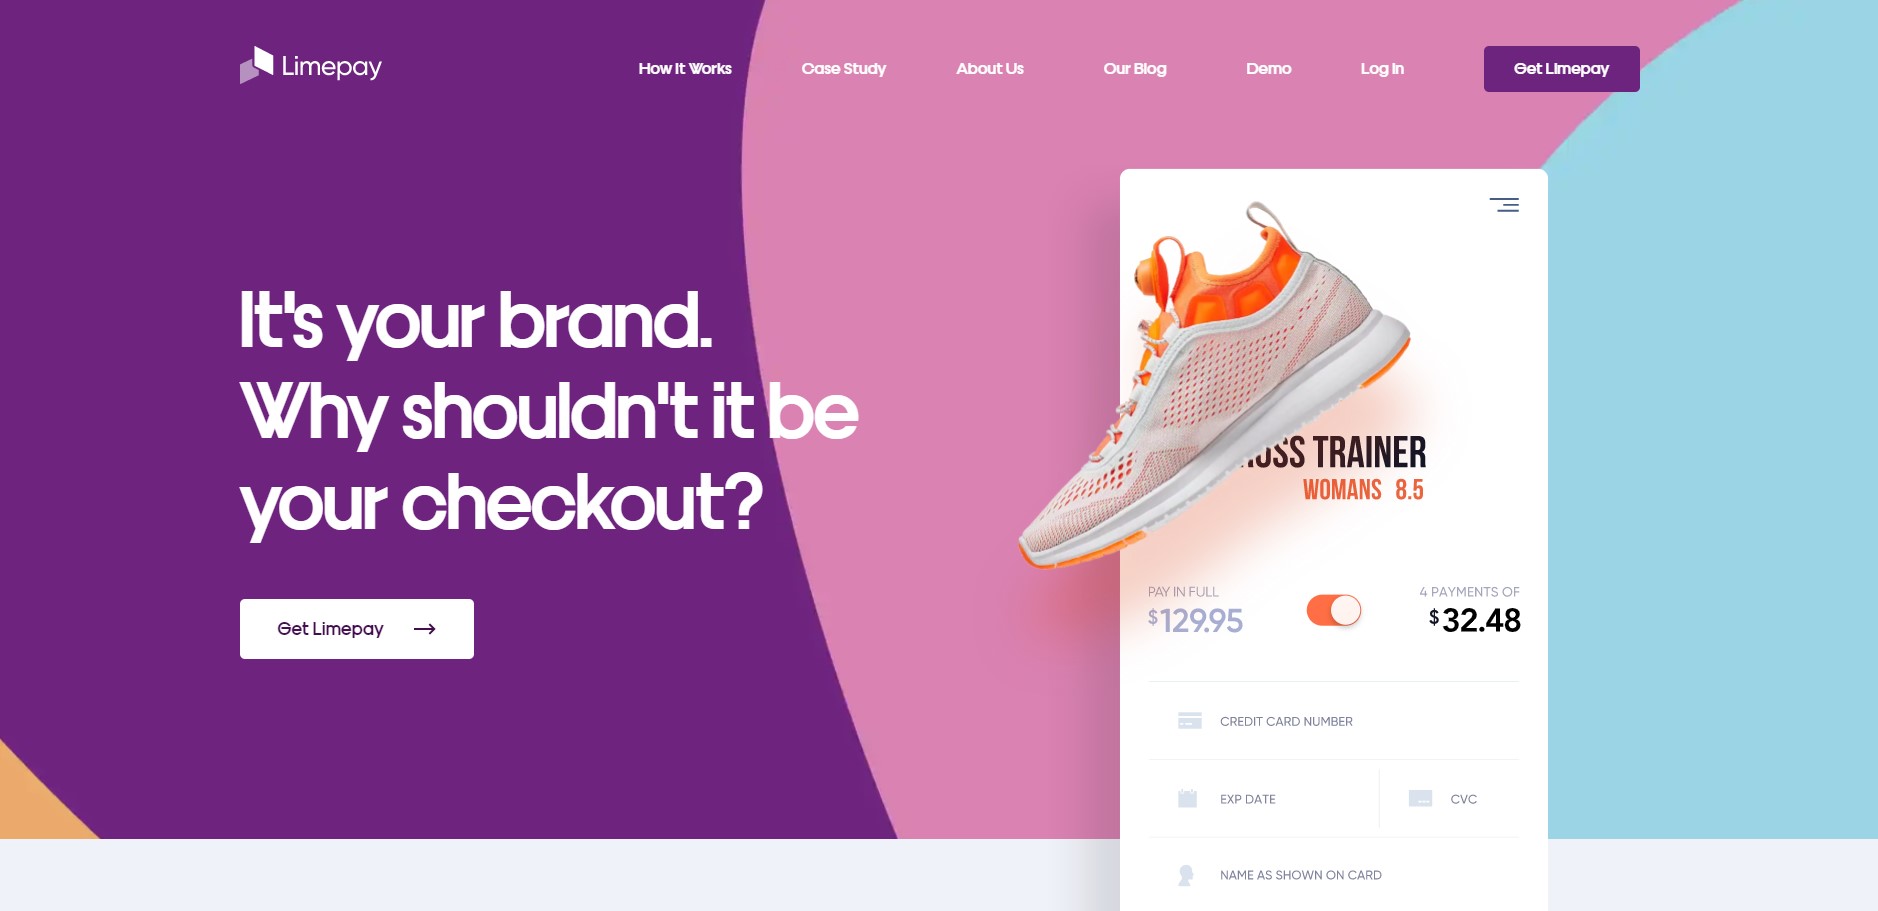 Limepay
How It Works Case Study About Us Our Blog Demo Log In Get Limepay
It's your brand.
Why shouldn't it be
your checkout?
Get Limepay
TRAINER
WOMANS 8.5
PAY IN FULL
$129.95
4 PAYMENTS OF
$32.48
CREDIT CARD NUMBER
EXP DATE
CVC
NAME AS SHOWN ON CARD